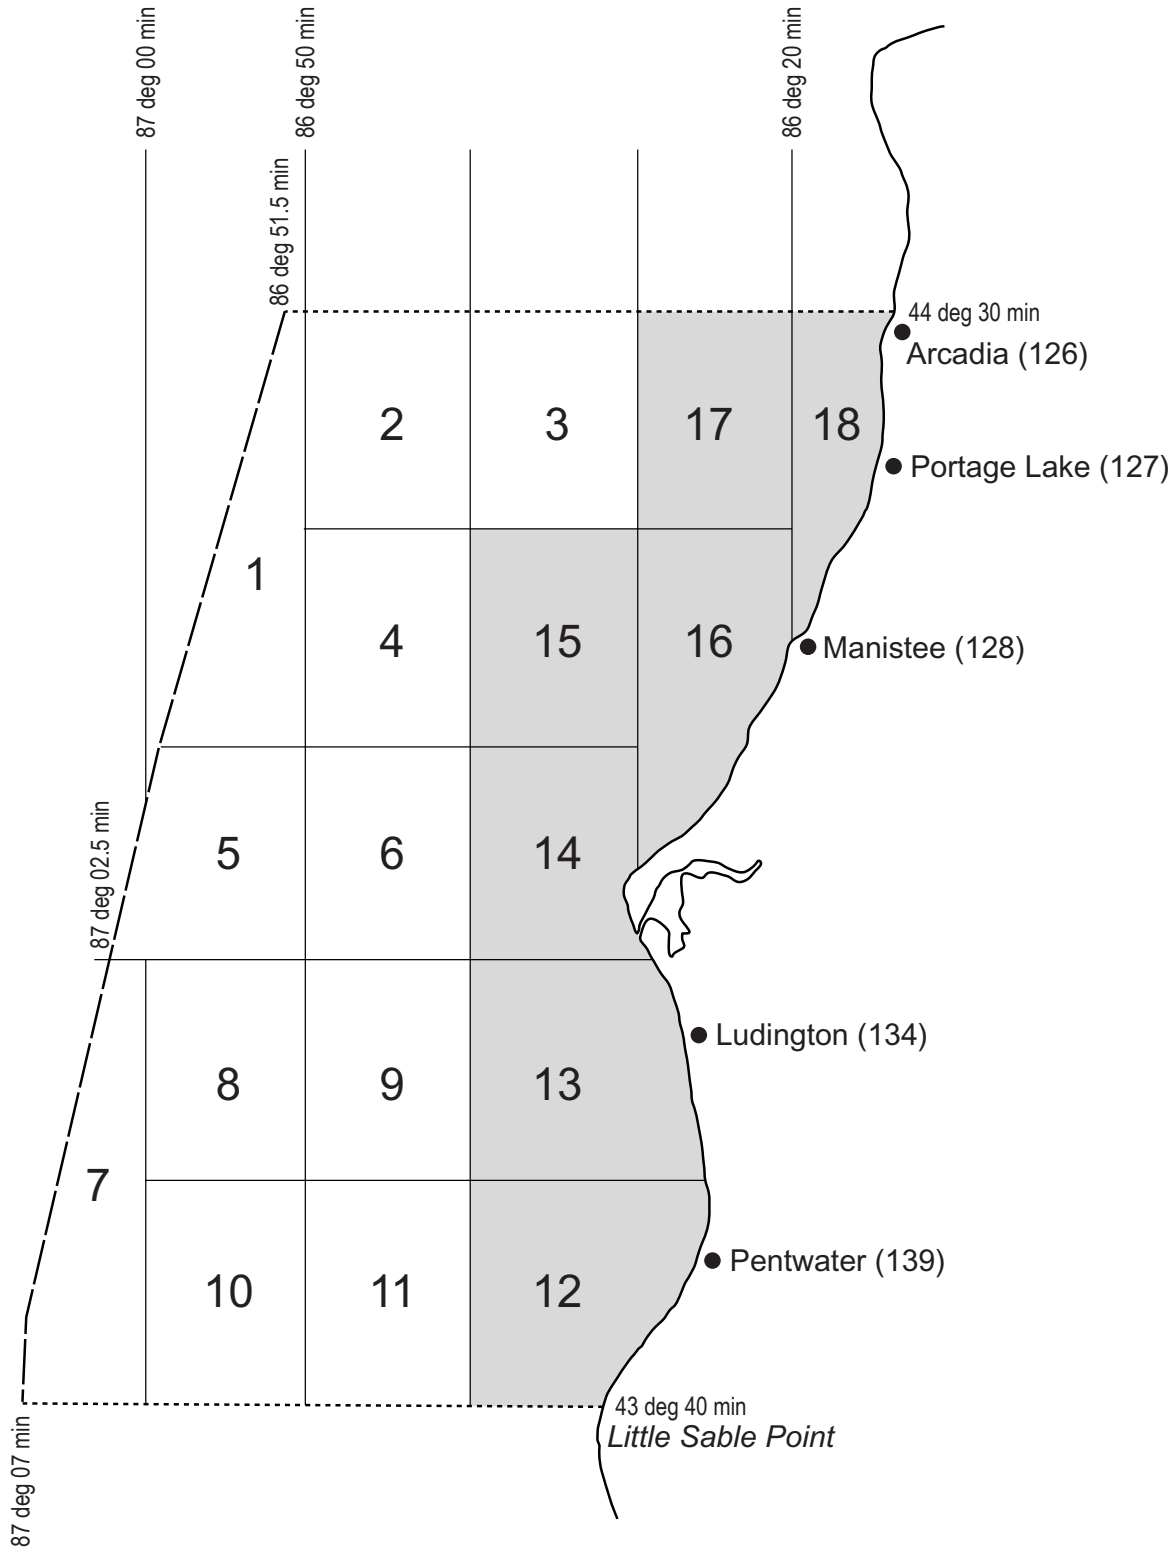 87 deg 00 min
86 deg 50 min
86 deg 20 min
86 deg 51.5 min
44 deg 30 min
Arcadia (126)
2
3
17
18
Portage Lake (127)
1
4
15
16
Manistee (128)
5
6
14
87 deg 02.5 min
Ludington (134)
8
9
13
7
Pentwater (139)
10
11
12
43 deg 40 min
Little Sable Point
87 deg 07 min